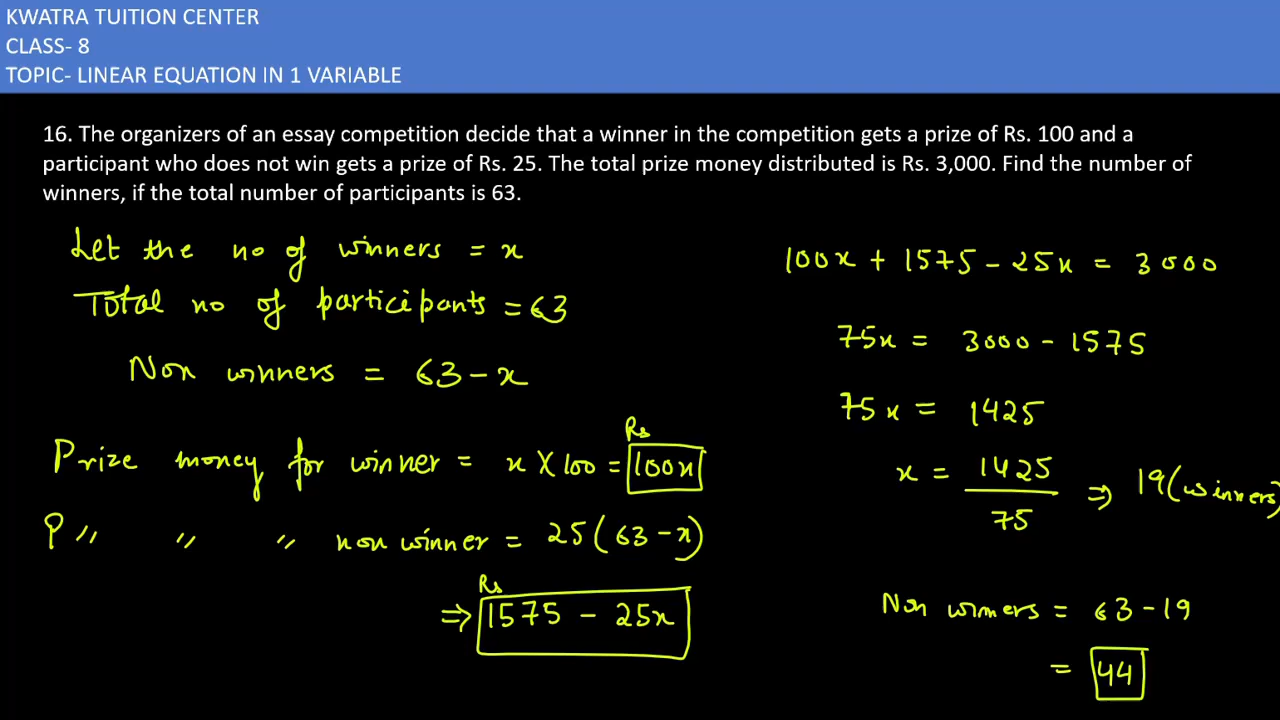 KWATRA TUITION CENTER
CLASS- 8
TOPIC- LINEAR EQUATION IN 1 VARIABLE
16. The organizers of an essay competition decide that a winner in the competition gets a prize of Rs. 100 and a
participant who does not win gets a prize of Rs. 25. The total prize money distributed is Rs. 3,000. Find the number of
winners, if the total number of participants is 63.
Let the no of winners = x
Total no of participants = 63
Non winners = 63 - x
Rs
Prize money for winner = x X 100 = 100x
P〃 〃 〃 non winner = 25(63 - x)
Rs
⇒ 1575 - 25x
100x + 1575 - 25x = 3000
75x = 3000 - 1575
75x = 1425
x = 1425/75 ⇒ 19 (winners)
Non winners = 63 - 19
= 44